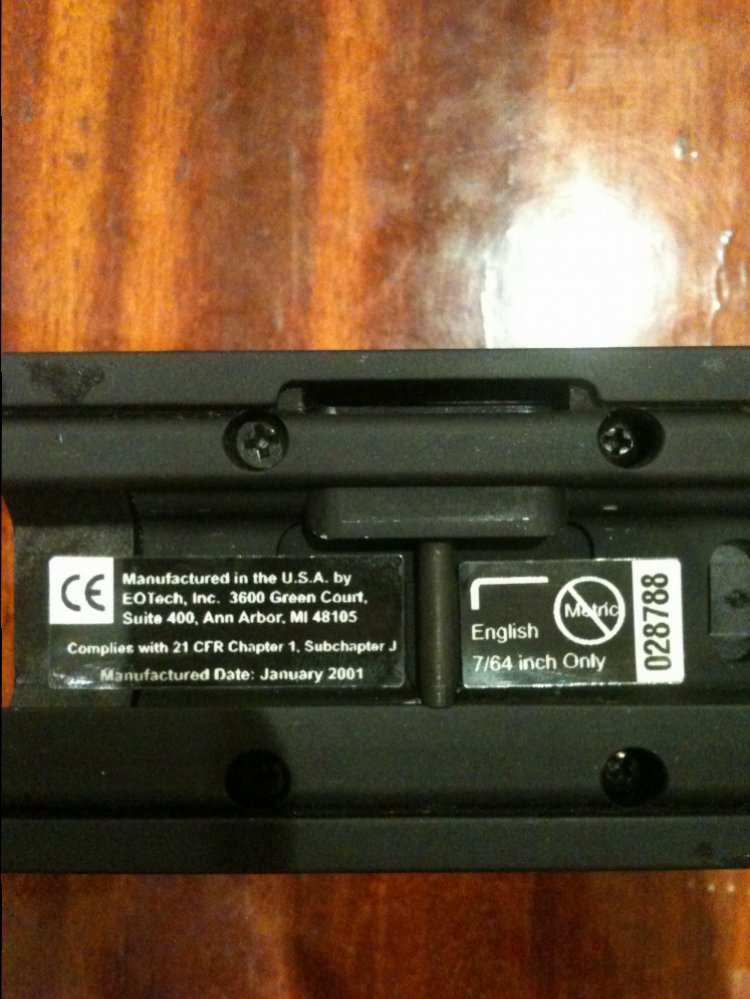 CE
Manufactured in the U.S.A. by
EOTech, Inc. 3600 Green Court,
Suite 400, Ann Arbor, MI 48105
Complies with 21 CFR Chapter 1, Subchapter J
Manufactured Date: January 2001
Metric
English
7/64 inch Only
028788